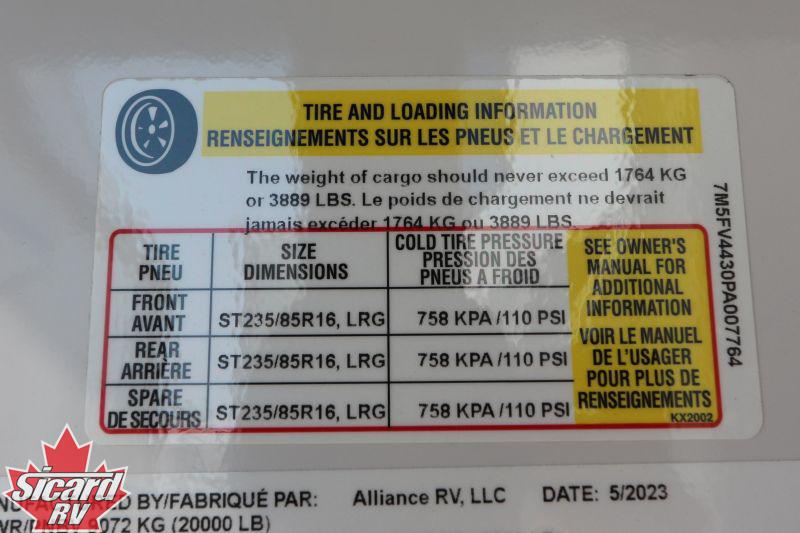 TIRE AND LOADING INFORMATION
RENSEIGNEMENTS SUR LES PNEUS ET LE CHARGEMENT
The weight of cargo should never exceed 1764 KG
or 3889 LBS. Le poids de chargement ne devrait
jamais excéder 1764 KG ou 3889 LBS
TIRE
PNEU
SIZE
DIMENSIONS
COLD TIRE PRESSURE
PRESSION DES
PNEUS A FROID
FRONT
AVANT
ST235/85R16, LRG
758 KPA /110 PSI
REAR
ARRIÈRE
ST235/85R16, LRG
758 KPA /110 PSI
SPARE
DE SECOURS
ST235/85R16, LRG
758 KPA /110 PSI
SEE OWNER'S
MANUAL FOR
ADDITIONAL
INFORMATION
VOIR LE MANUEL
DE L'USAGER
POUR PLUS DE
RENSEIGNEMENTS
KX2002
7M5FV4430PA007764
Sicard
RV
BY/FABRIQUÉ PAR: Alliance RV, LLC DATE: 5/2023
9072 KG (20000 LB)